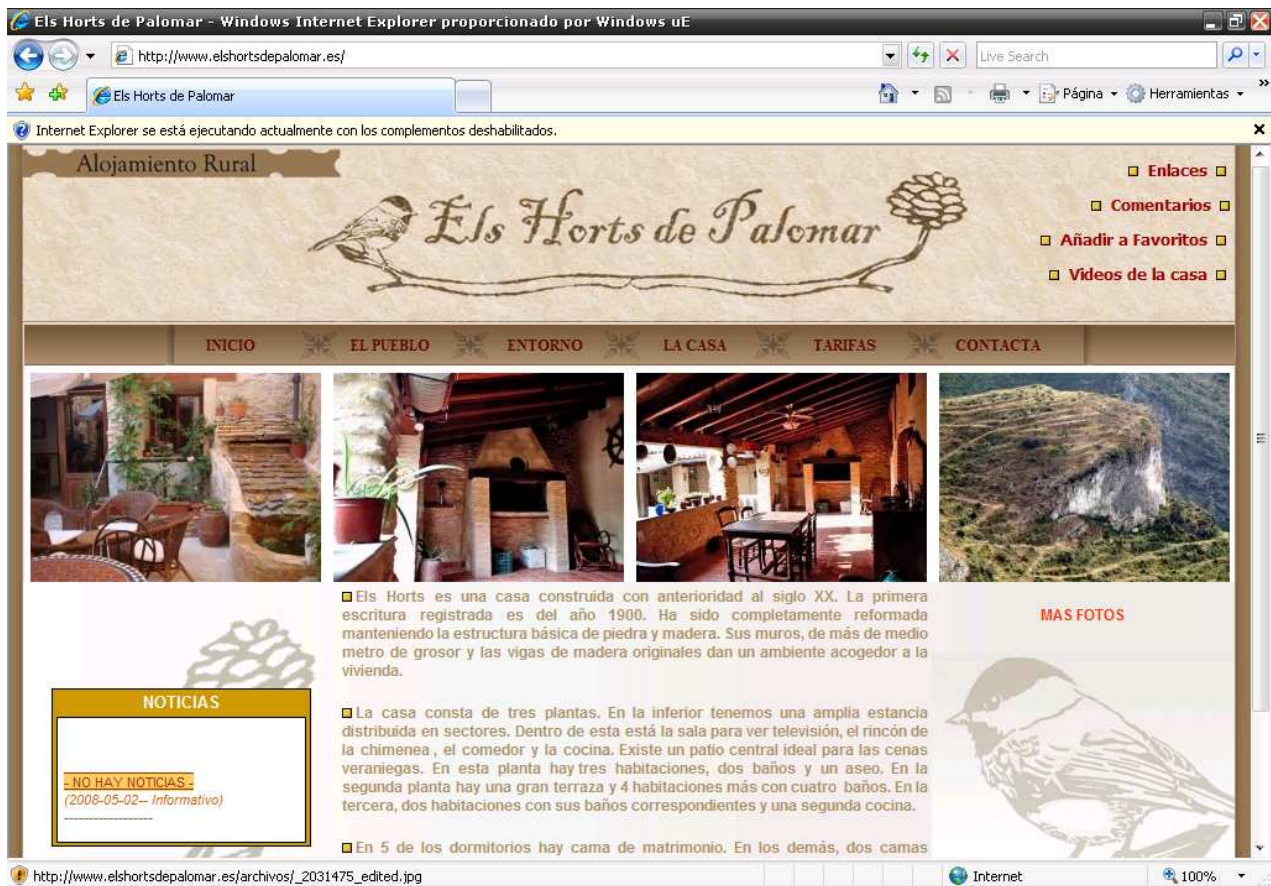 Els Horts de Palomar - Windows Internet Explorer proporcionado por Windows uE
http://www.elshortsdepalomar.es/
Live Search
Els Horts de Palomar
Página
Herramientas
Internet Explorer se está ejecutando actualmente con los complementos deshabilitados.
Alojamiento Rural
Els Horts de Palomar
Enlaces
Comentarios
Añadir a Favoritos
Videos de la casa
INICIO
EL PUEBLO
ENTORNO
LA CASA
TARIFAS
CONTACTA
Els Horts es una casa construida con anterioridad al siglo XX. La primera
escritura registrada es del año 1900. Ha sido completamente reformada
manteniendo la estructura básica de piedra y madera. Sus muros, de más de medio
metro de grosor y las vigas de madera originales dan un ambiente acogedor a la
vivienda.
La casa consta de tres plantas. En la inferior tenemos una amplia estancia
distribuida en sectores. Dentro de esta está la sala para ver televisión, el rincón de
la chimenea , el comedor y la cocina. Existe un patio central ideal para las cenas
veraniegas. En esta planta hay tres habitaciones, dos baños y un aseo. En la
segunda planta hay una gran terraza y 4 habitaciones más con cuatro baños. En la
tercera, dos habitaciones con sus baños correspondientes y una segunda cocina.
En 5 de los dormitorios hay cama de matrimonio. En los demás, dos camas
MAS FOTOS
NOTICIAS
- NO HAY NOTICIAS -
(2008-05-02-- Informativo)
------------------
http://www.elshortsdepalomar.es/archivos/_2031475_edited.jpg
Internet
100%